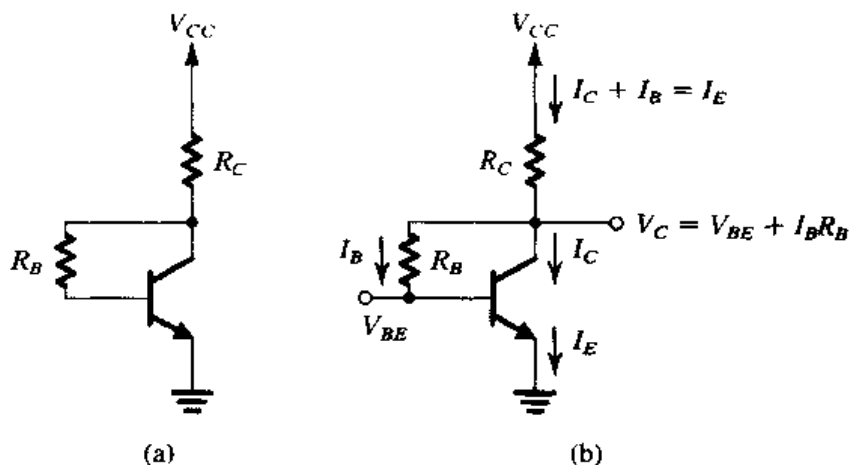 V_CC
R_C
R_B
(a)
V_CC
I_C + I_B = I_E
R_C
V_C = V_BE + I_B R_B
I_B
R_B
I_C
V_BE
I_E
(b)